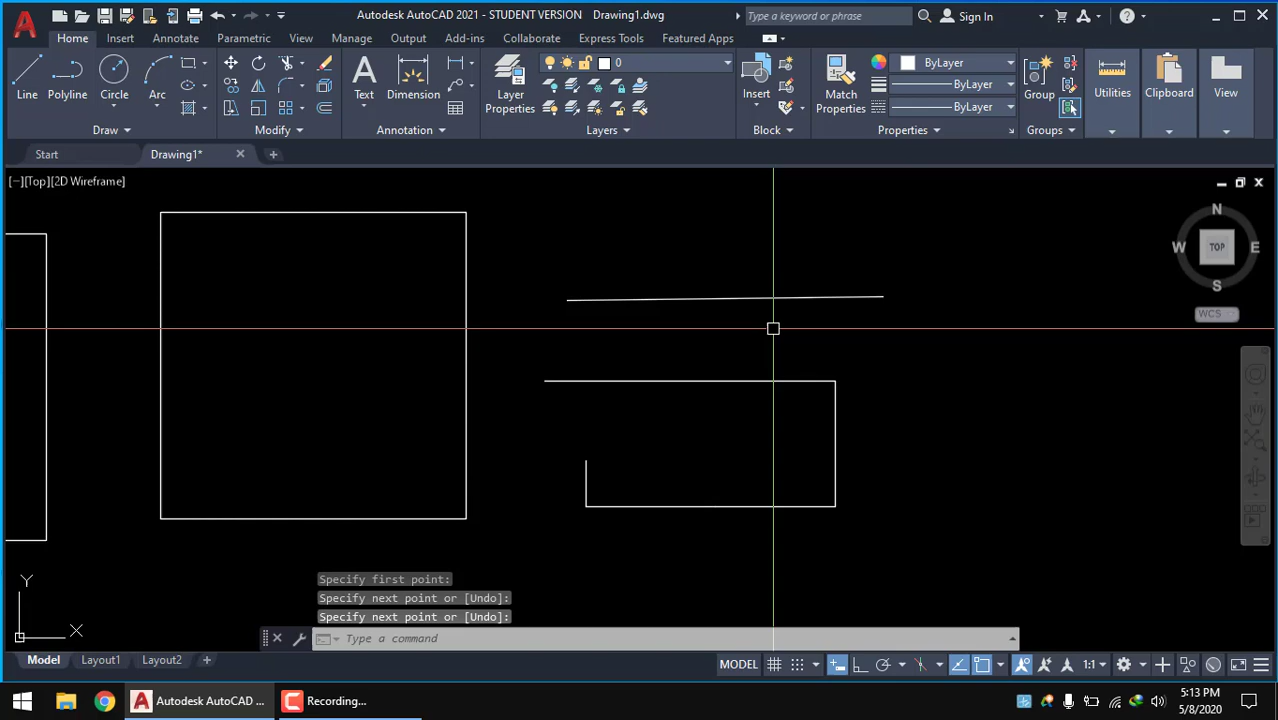 Autodesk AutoCAD 2021 - STUDENT VERSION Drawing1.dwg
Type a keyword or phrase
Sign In
Home Insert Annotate Parametric View Manage Output Add-ins Collaborate Express Tools Featured Apps
Line Polyline Circle Arc
Text Dimension
Layer Properties
0
Insert
Match Properties
ByLayer
ByLayer
ByLayer
Group
Utilities Clipboard View
Draw Modify Annotation Layers Block Properties Groups
Start Drawing1*
[−][Top][2D Wireframe]
N
W TOP E
S
WCS
Y
X
Specify first point:
Specify next point or [Undo]:
Specify next point or [Undo]:
Type a command
Model Layout1 Layout2 +
MODEL 1:1
Autodesk AutoCAD ... Recording...
5:13 PM
5/8/2020